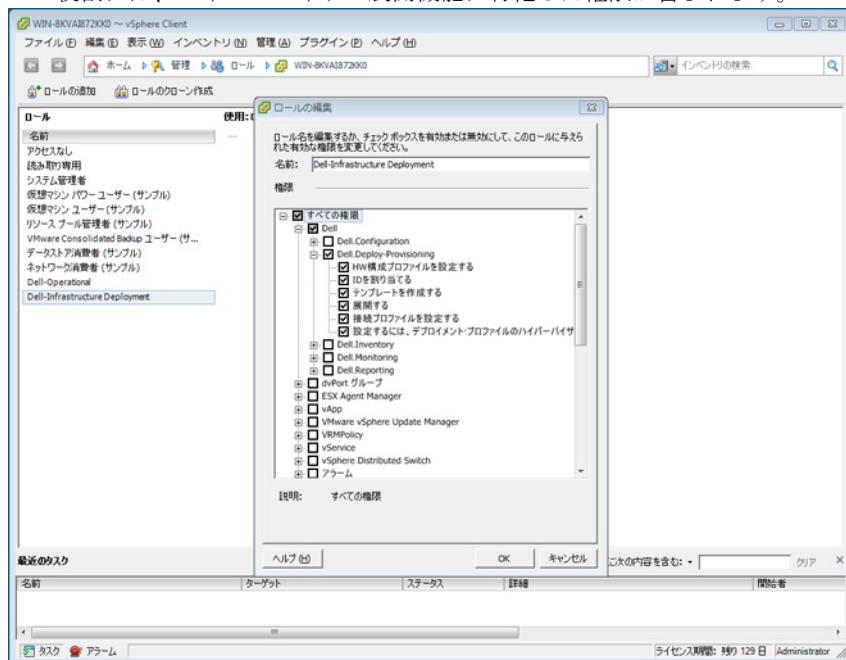 WIN-8KVAI872KK0 ～ vSphere Client
ファイル(F) 編集(E) 表示(W) インベントリ(N) 管理(A) プラグイン(P) ヘルプ(H)
ホーム 管理 ロール WIN-8KVAI872KK0
インベントリの検索
ロールの追加 ロールのクローン作成
ロール
使用:
名前
アクセスなし
読み取り専用
システム管理者
仮想マシン パワー ユーザー (サンプル)
仮想マシン ユーザー (サンプル)
リソース プール管理者 (サンプル)
VMware Consolidated Backup ユーザー (サ...
データストア消費者 (サンプル)
ネットワーク消費者 (サンプル)
Dell-Operational
Dell-Infrastructure Deployment
ロールの編集
ロール名を編集するか、チェック ボックスを有効または無効にして、このロールに与えら
れた有効な権限を変更してください。
名前: Dell-Infrastructure Deployment
権限
すべての権限
Dell
Dell.Configuration
Dell.Deploy-Provisioning
HW構成プロファイルを設定する
IDを割り当てる
テンプレートを作成する
展開する
接続プロファイルを設定する
設定するには、デプロイメント・プロファイルのハイパーバイザ
Dell.Inventory
Dell.Monitoring
Dell.Reporting
dvPort グループ
ESX Agent Manager
vApp
VMware vSphere Update Manager
VRMPolicy
vService
vSphere Distributed Switch
アラーム
説明: すべての権限
ヘルプ(H) OK キャンセル
最近のタスク
に次の内容を含む: クリア
名前 ターゲット ステータス 詳細 開始者
タスク アラーム
ライセンス期間: 残り 129 日 Administrator